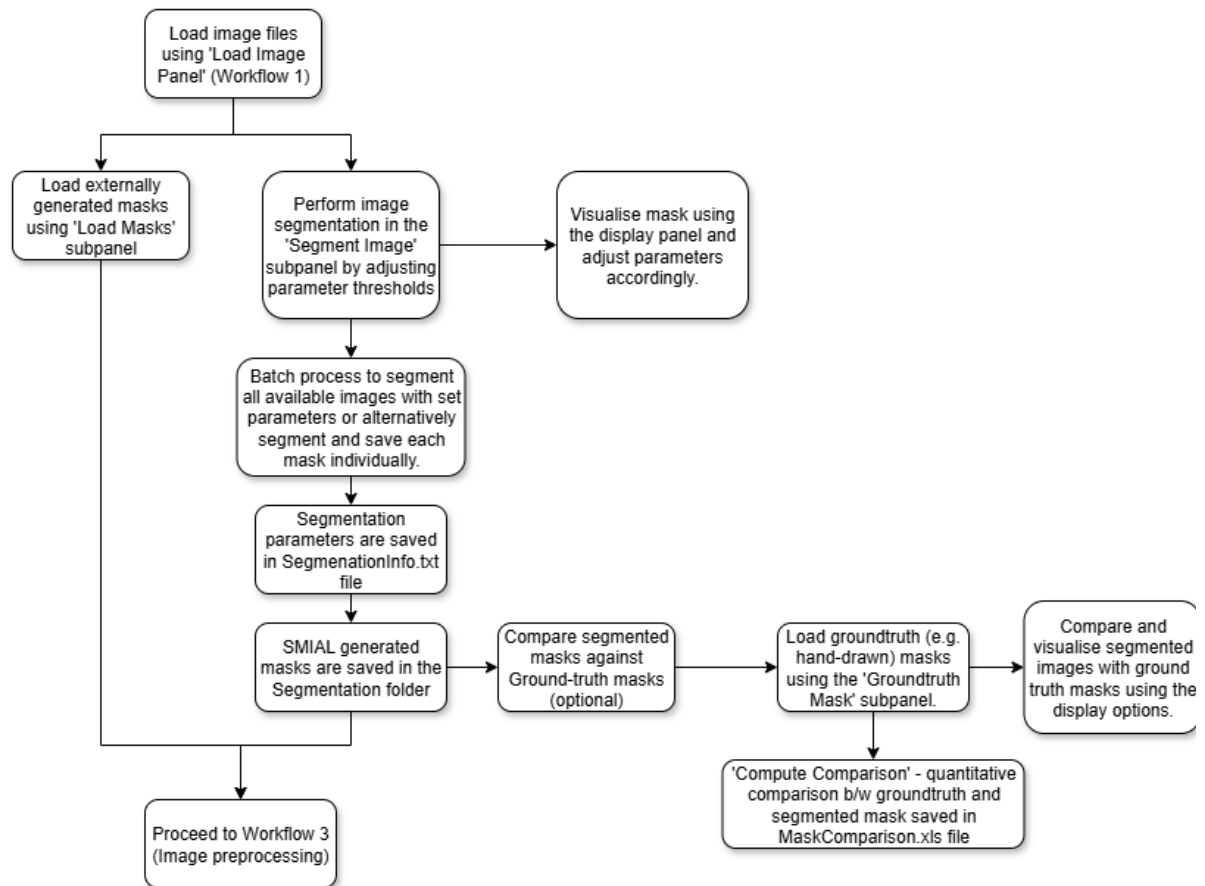 Load image files
using 'Load Image
Panel' (Workflow 1)
Load externally
generated masks
using 'Load Masks'
subpanel
Perform image
segmentation in the
'Segment Image'
subpanel by adjusting
parameter thresholds
Visualise mask using
the display panel and
adjust parameters
accordingly.
Batch process to segment
all available images with set
parameters or alternatively
segment and save each
mask individually.
Segmentation
parameters are saved
in SegmenationInfo.txt
file
SMIAL generated
masks are saved in the
Segmentation folder
Compare segmented
masks against
Ground-truth masks
(optional)
Load groundtruth (e.g.
hand-drawn) masks
using the 'Groundtruth
Mask' subpanel.
Compare and
visualise segmented
images with ground
truth masks using the
display options.
'Compute Comparison' - quantitative
comparison b/w groundtruth and
segmented mask saved in
MaskComparison.xls file
Proceed to Workflow 3
(Image preprocessing)